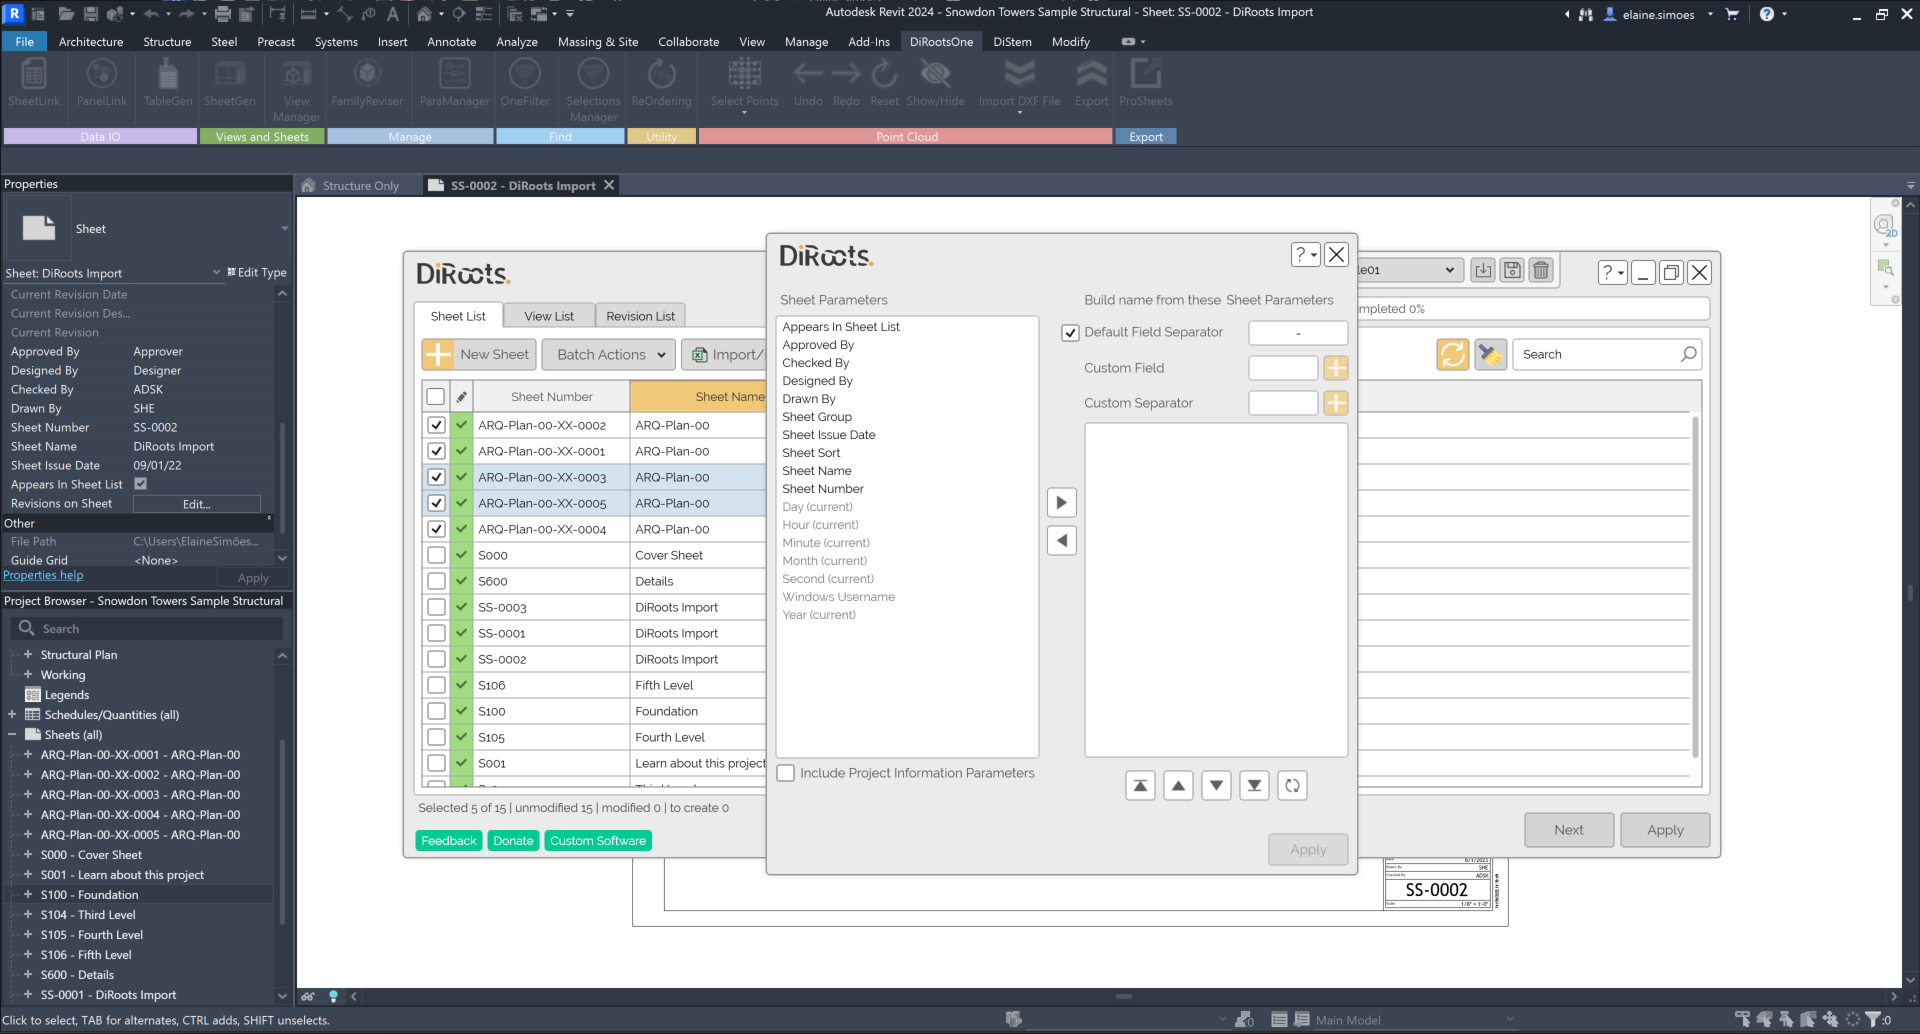 Autodesk Revit 2024 - Snowdon Towers Sample Structural - Sheet: SS-0002 - DiRoots Import
elaine.simoes
File Architecture Structure Steel Precast Systems Insert Annotate Analyze Massing & Site Collaborate View Manage Add-Ins DiRootsOne DiStem Modify
SheetLink PanelLink TableGen SheetGen View Manager FamilyReviser ParaManager OneFilter Selections Manager ReOrdering Select Points Undo Redo Reset Show/Hide Import DXF File Export ProSheets
Data IO Views and Sheets Manage Find Utility Point Cloud Export
Properties
Structure Only
SS-0002 - DiRoots Import
Sheet
Sheet: DiRoots Import
Edit Type
Current Revision Date
Current Revision Des...
Current Revision
Approved By Approver
Designed By Designer
Checked By ADSK
Drawn By SHE
Sheet Number SS-0002
Sheet Name DiRoots Import
Sheet Issue Date 09/01/22
Appears In Sheet List
Revisions on Sheet Edit...
Other
File Path C:\Users\ElaineSimões...
Guide Grid <None>
Properties help
Apply
Project Browser - Snowdon Towers Sample Structural
Search
Structural Plan
Working
Legends
Schedules/Quantities (all)
Sheets (all)
ARQ-Plan-00-XX-0001 - ARQ-Plan-00
ARQ-Plan-00-XX-0002 - ARQ-Plan-00
ARQ-Plan-00-XX-0003 - ARQ-Plan-00
ARQ-Plan-00-XX-0004 - ARQ-Plan-00
ARQ-Plan-00-XX-0005 - ARQ-Plan-00
S000 - Cover Sheet
S001 - Learn about this project
S100 - Foundation
S104 - Third Level
S105 - Fourth Level
S106 - Fifth Level
S600 - Details
SS-0001 - DiRoots Import
DiRoots.
Sheet List View List Revision List
New Sheet Batch Actions Import/
Sheet Number Sheet Name
ARQ-Plan-00-XX-0002 ARQ-Plan-00
ARQ-Plan-00-XX-0001 ARQ-Plan-00
ARQ-Plan-00-XX-0003 ARQ-Plan-00
ARQ-Plan-00-XX-0005 ARQ-Plan-00
ARQ-Plan-00-XX-0004 ARQ-Plan-00
S000 Cover Sheet
S600 Details
SS-0003 DiRoots Import
SS-0001 DiRoots Import
SS-0002 DiRoots Import
S106 Fifth Level
S100 Foundation
S105 Fourth Level
S001 Learn about this project
Selected 5 of 15 | unmodified 15 | modified 0 | to create 0
Feedback Donate Custom Software
DiRoots.
?
Sheet Parameters
Appears In Sheet List
Approved By
Checked By
Designed By
Drawn By
Sheet Group
Sheet Issue Date
Sheet Sort
Sheet Name
Sheet Number
Day (current)
Hour (current)
Minute (current)
Month (current)
Second (current)
Windows Username
Year (current)
Include Project Information Parameters
Build name from these Sheet Parameters
Default Field Separator -
Custom Field
Custom Separator
Apply
le01
?
mpleted 0%
Search
Next Apply
6/1/2023
SHE
ADSK
SS-0002
1/8" = 1'-0"
Click to select, TAB for alternates, CTRL adds, SHIFT unselects.
:0
Main Model
:0